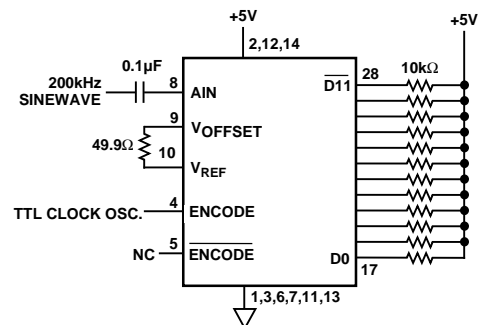 +5V
+5V
2,12,14
0.1µF
10kΩ
200kHz
SINEWAVE
8
AIN
D11
28
9
VOFFSET
49.9Ω
10
VREF
TTL CLOCK OSC.
4
ENCODE
NC
5
ENCODE
D0
17
1,3,6,7,11,13